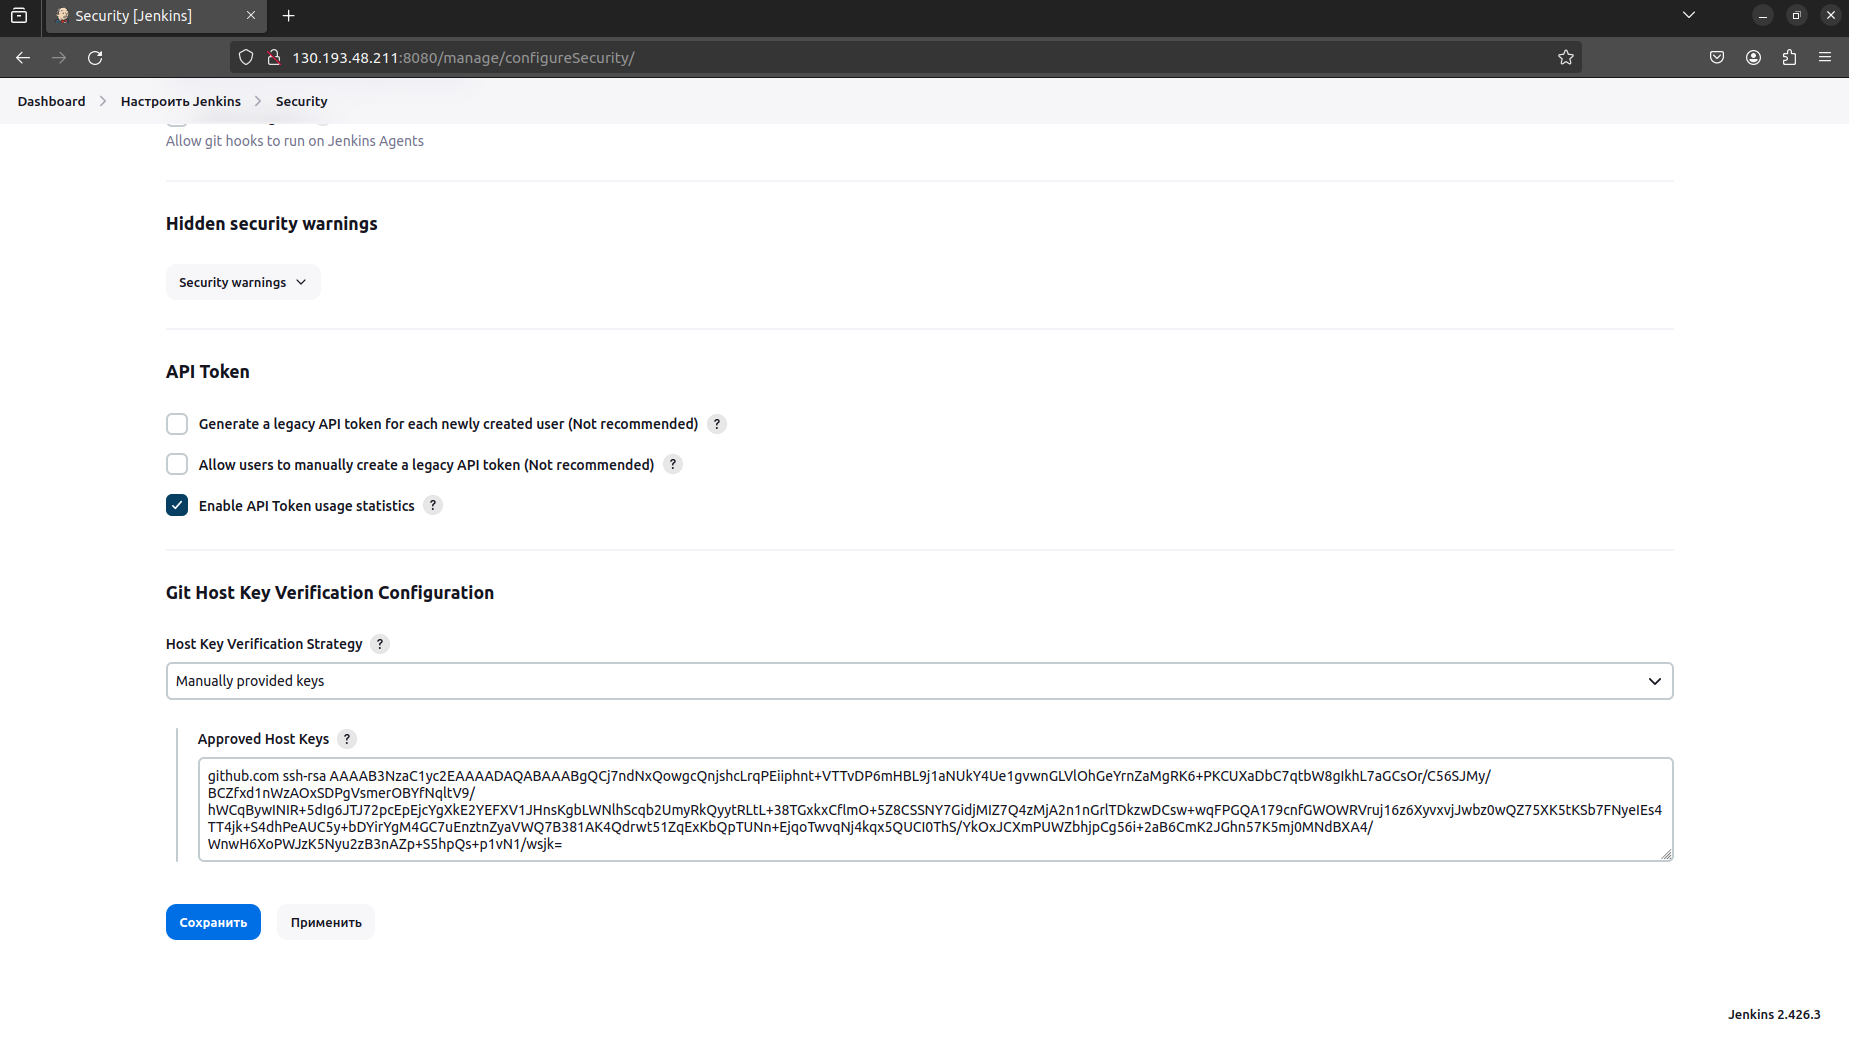 Security [Jenkins]
130.193.48.211:8080/manage/configureSecurity/
Dashboard > Настроить Jenkins > Security
Allow git hooks to run on Jenkins Agents
Hidden security warnings
Security warnings
API Token
Generate a legacy API token for each newly created user (Not recommended) ?
Allow users to manually create a legacy API token (Not recommended) ?
Enable API Token usage statistics ?
Git Host Key Verification Configuration
Host Key Verification Strategy ?
Manually provided keys
Approved Host Keys ?
github.com ssh-rsa AAAAB3NzaC1yc2EAAAADAQABAAABgQCj7ndNxQowgcQnjshcLrqPEiiphnt+VTTvDP6mHBL9j1aNUkY4Ue1gvwnGLVlOhGeYrnZaMgRK6+PKCUXaDbC7qtbW8gIkhL7aGCsOr/C56SJMy/
BCZfxd1nWzAOxSDPgVsmerOBYfNqltV9/
hWCqBywINIR+5dIg6JTJ72pcEpEjcYgXkE2YEFXV1JHnsKgbLWNlhScqb2UmyRkQyytRLtL+38TGxkxCflmO+5Z8CSSNY7GidjMIZ7Q4zMjA2n1nGrlTDkzwDCsw+wqFPGQA179cnfGWOWRVruj16z6XyvxvjJwbz0wQZ75XK5tKSb7FNyeIEs4
TT4jk+S4dhPeAUC5y+bDYirYgM4GC7uEnztnZyaVWQ7B381AK4Qdrwt51ZqExKbQpTUNn+EjqoTwvqNj4kqx5QUCI0ThS/YkOxJCXmPUWZbhjpCg56i+2aB6CmK2JGhn57K5mj0MNdBXA4/
WnwH6XoPWJzK5Nyu2zB3nAZp+S5hpQs+p1vN1/wsjk=
Сохранить
Применить
Jenkins 2.426.3